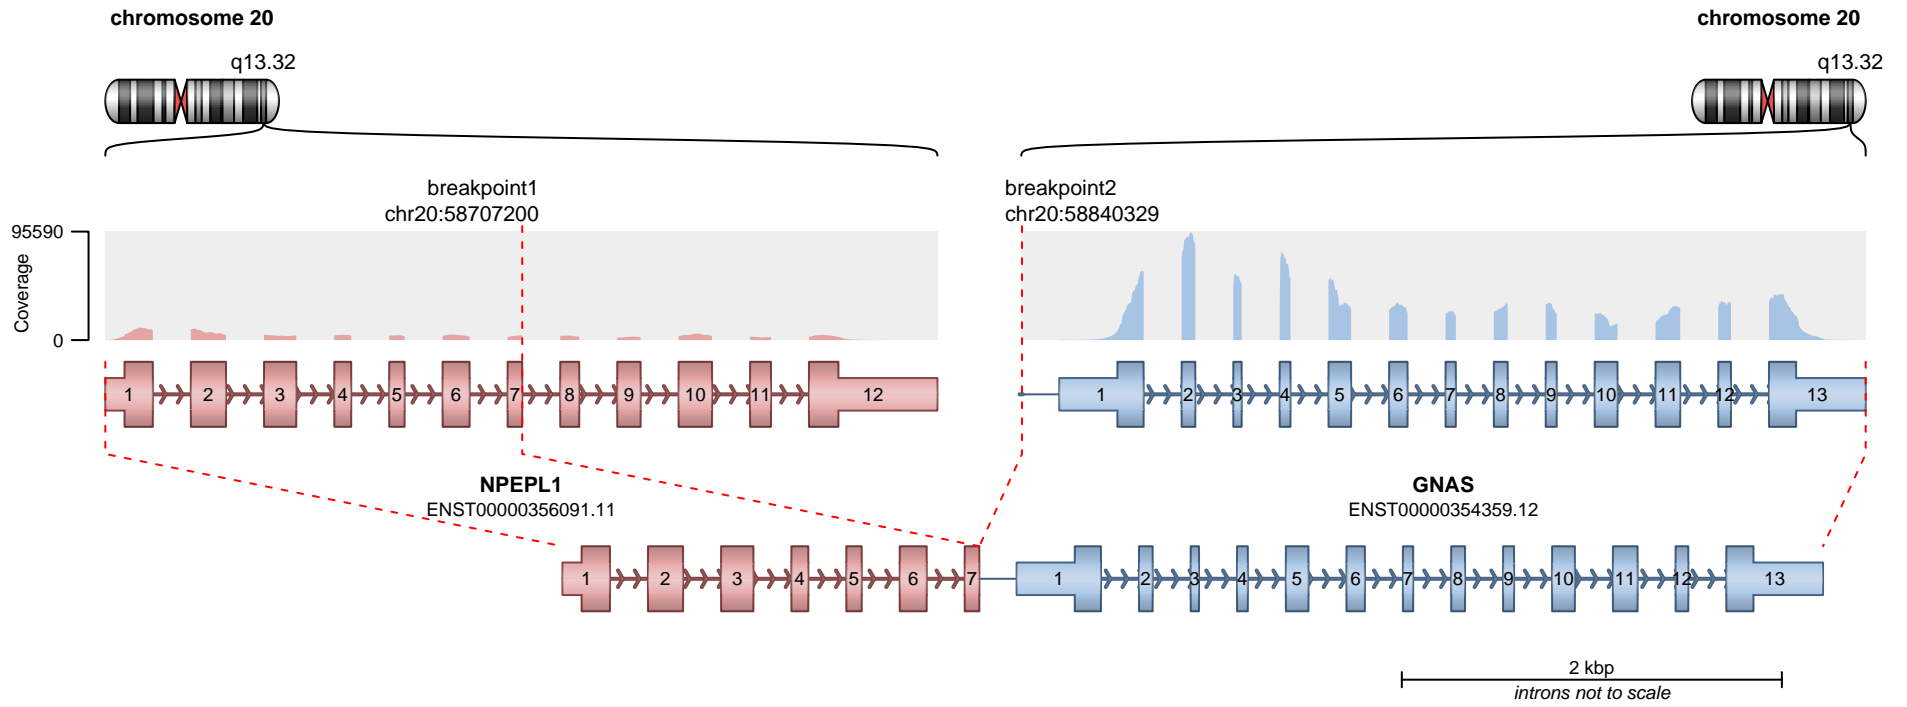 chromosome 20
chromosome 20
q13.32
q13.32
breakpoint1
chr20:58707200
breakpoint2
chr20:58840329
95590
Coverage
0
1 2 3 4 5 6 7 8 9 10 11 12
1 2 3 4 5 6 7 8 9 10 11 12 13
NPEPL1
ENST00000356091.11
GNAS
ENST00000354359.12
1 2 3 4 5 6 7 1 2 3 4 5 6 7 8 9 10 11 12 13
2 kbp
introns not to scale